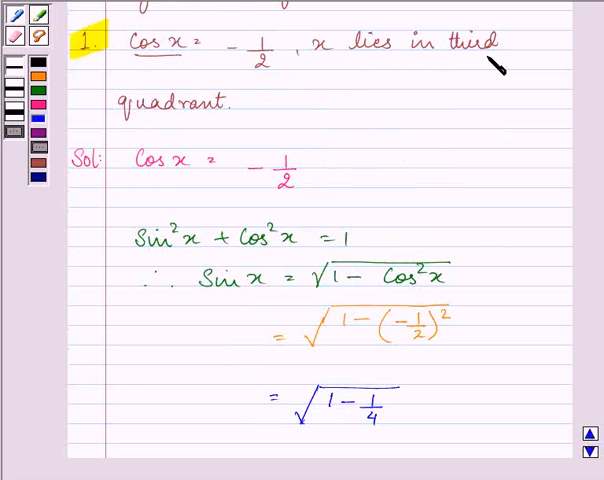 1. Cos x = - 1/2 , x lies in third
quadrant.
Sol: Cos x = - 1/2
Sin²x + Cos²x = 1
∴ Sin x = √(1 - Cos²x)
= √(1 - (-1/2)²)
= √(1 - 1/4)